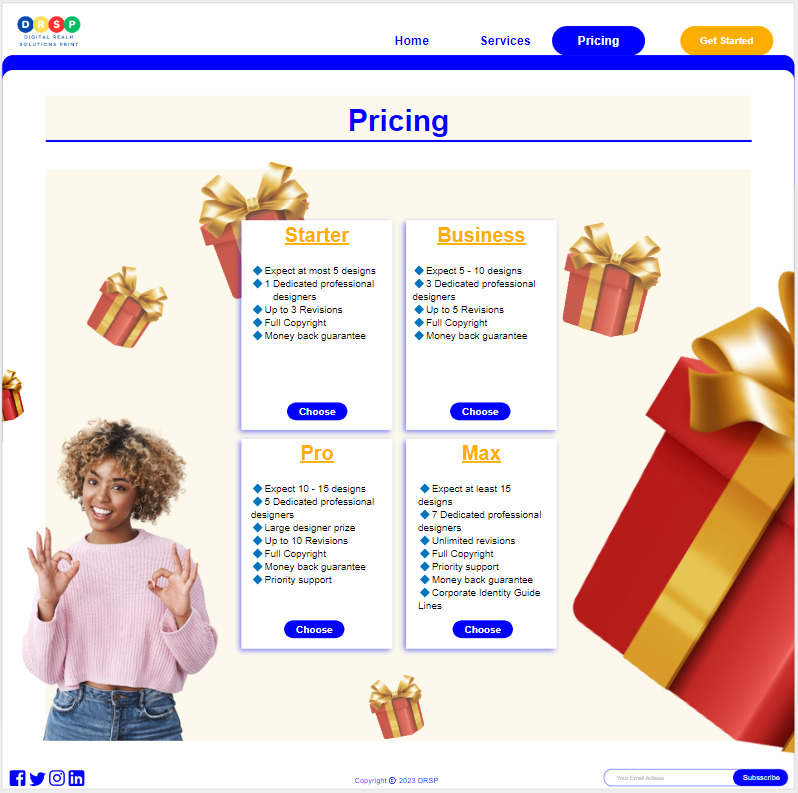 DRSP
DIGITAL REALM
SOLUTIONS PRINT
Home
Services
Pricing
Get Started
Pricing
Starter
Expect at most 5 designs
1 Dedicated professional
designers
Up to 3 Revisions
Full Copyright
Money back guarantee
Choose
Business
Expect 5 - 10 designs
3 Dedicated professional
designers
Up to 5 Revisions
Full Copyright
Money back guarantee
Choose
Pro
Expect 10 - 15 designs
5 Dedicated professional
designers
Large designer prize
Up to 10 Revisions
Full Copyright
Money back guarantee
Priority support
Choose
Max
Expect at least 15
designs
7 Dedicated professional
designers
Unlimited revisions
Full Copyright
Priority support
Money back guarantee
Corporate Identity Guide
Lines
Choose
Copyright © 2023 DRSP
Your Email Adress
Subsscribe